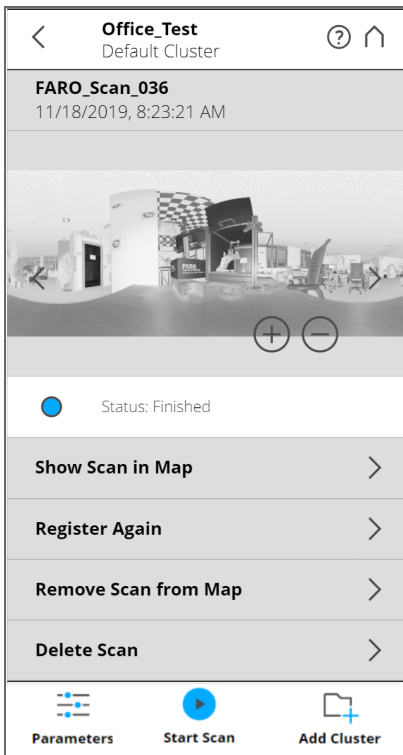 Office_Test
Default Cluster
FARO_Scan_036
11/18/2019, 8:23:21 AM
FARO
Status: Finished
Show Scan in Map
Register Again
Remove Scan from Map
Delete Scan
Parameters
Start Scan
Add Cluster